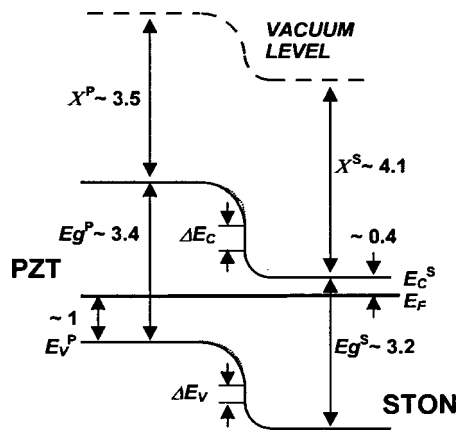 VACUUM
LEVEL
X^P ~ 3.5
X^S ~ 4.1
Eg^P ~ 3.4
ΔE_C
~ 0.4
PZT
E_C^S
E_F
~ 1
E_V^P
Eg^S ~ 3.2
ΔE_V
STON